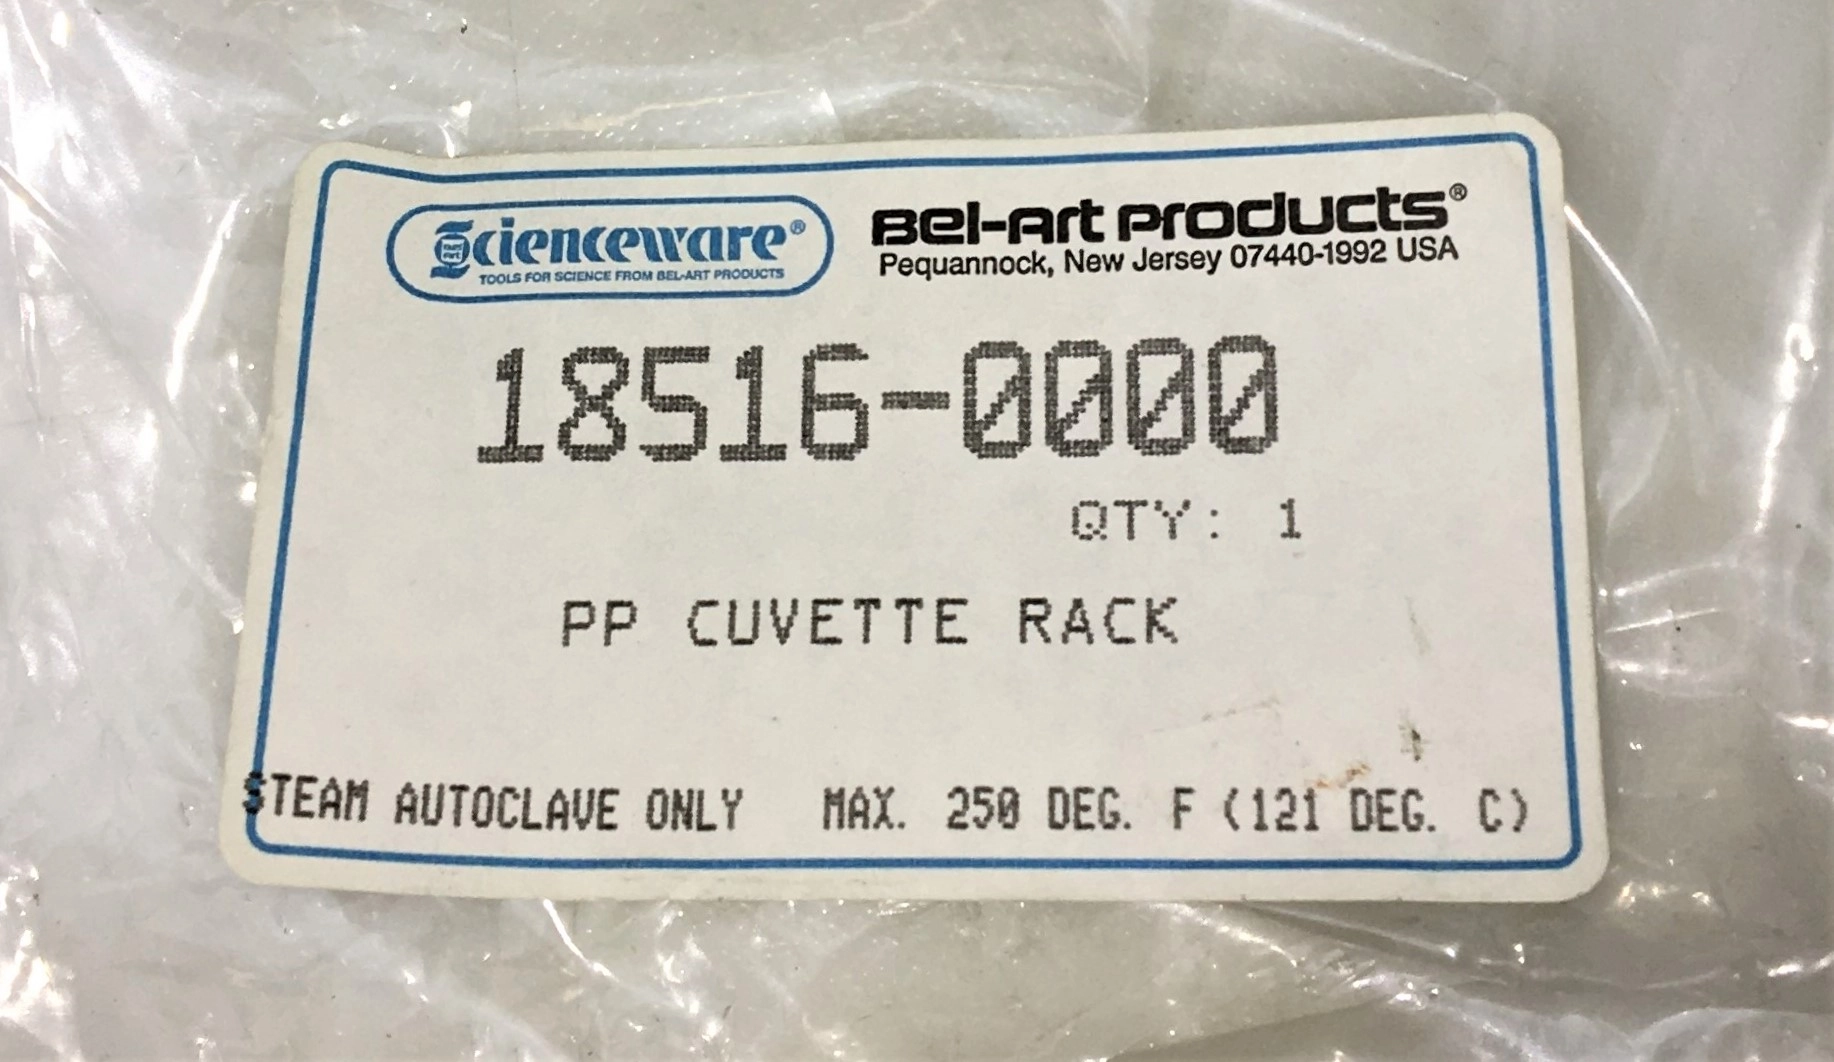 Scienceware®
TOOLS FOR SCIENCE FROM BEL-ART PRODUCTS
Bel-Art Products®
Pequannock, New Jersey 07440-1992 USA
18516-0000
QTY: 1
PP CUVETTE RACK
STEAM AUTOCLAVE ONLY MAX. 250 DEG. F (121 DEG. C)